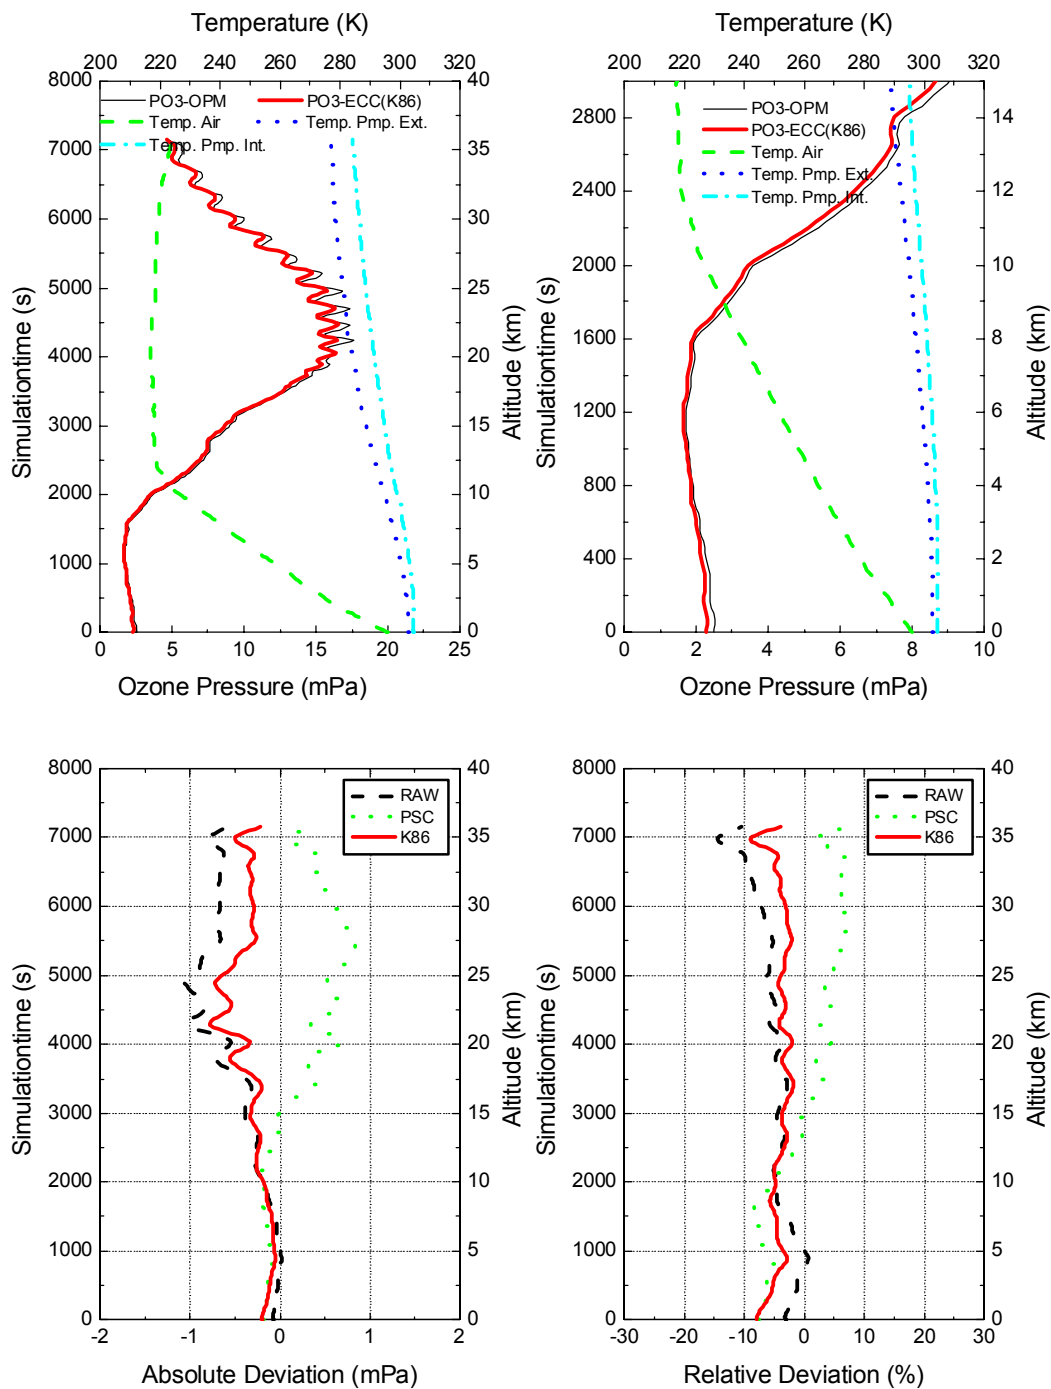 Temperature (K)
200 220 240 260 280 300 320
8000 7000 6000 5000 4000 3000 2000 1000 0
Simulationtime (s)
PO3-OPM PO3-ECC(K86)
Temp. Air Temp. Pmp. Ext.
Temp. Pmp. Int.
40 35 30 25 20 15 10 5 0
Altitude (km)
0 5 10 15 20 25
Ozone Pressure (mPa)
Temperature (K)
200 220 240 260 280 300 320
2800 2400 2000 1600 1200 800 400 0
Simulationtime (s)
PO3-OPM
PO3-ECC(K86)
Temp. Air
Temp. Pmp. Ext.
Temp. Pmp. Int.
14 12 10 8 6 4 2 0
Altitude (km)
0 2 4 6 8 10
Ozone Pressure (mPa)
8000 7000 6000 5000 4000 3000 2000 1000 0
Simulationtime (s)
RAW
PSC
K86
40 35 30 25 20 15 10 5 0
Altitude (km)
-2 -1 0 1 2
Absolute Deviation (mPa)
8000 7000 6000 5000 4000 3000 2000 1000 0
Simulationtime (s)
RAW
PSC
K86
40 35 30 25 20 15 10 5 0
Altitude (km)
-30 -20 -10 0 10 20 30
Relative Deviation (%)